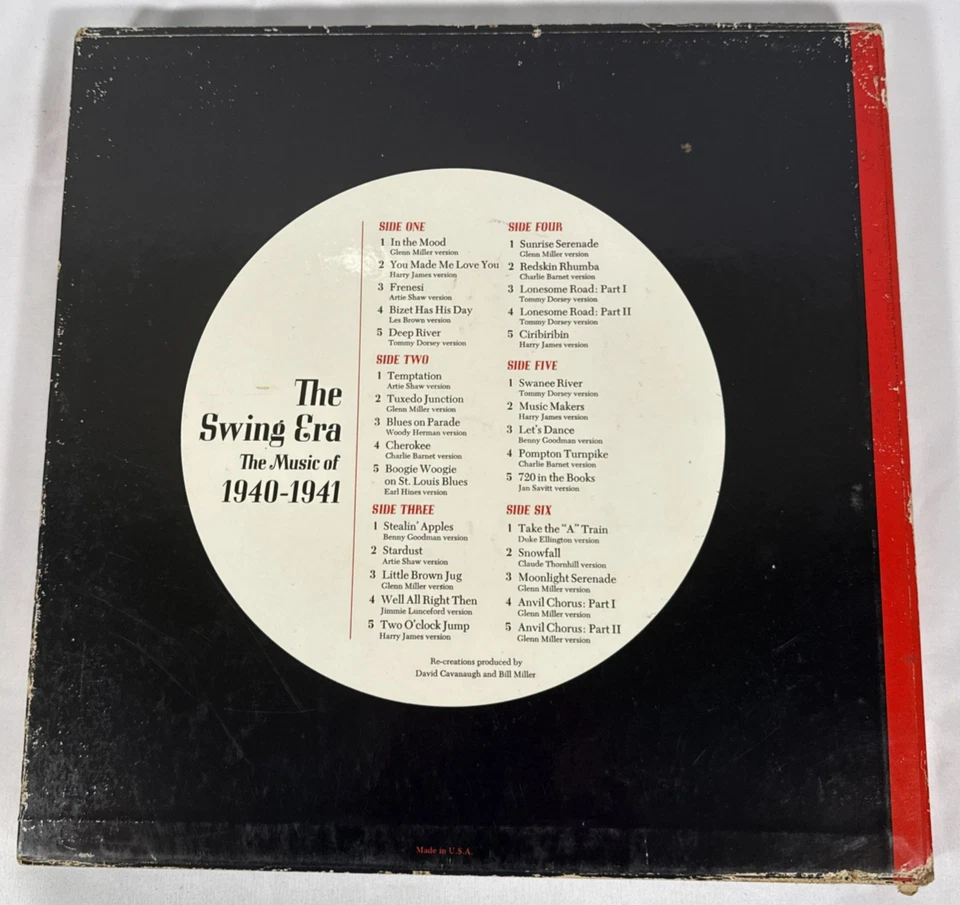 The
Swing Era
The Music of
1940-1941
SIDE ONE
1 In the Mood
Glenn Miller version
2 You Made Me Love You
Harry James version
3 Frenesi
Artie Shaw version
4 Bizet Has His Day
Les Brown version
5 Deep River
Tommy Dorsey version
SIDE TWO
1 Temptation
Artie Shaw version
2 Tuxedo Junction
Glenn Miller version
3 Blues on Parade
Woody Herman version
4 Cherokee
Charlie Barnet version
5 Boogie Woogie
on St. Louis Blues
Earl Hines version
SIDE THREE
1 Stealin' Apples
Benny Goodman version
2 Stardust
Artie Shaw version
3 Little Brown Jug
Glenn Miller version
4 Well All Right Then
Jimmie Lunceford version
5 Two O'clock Jump
Harry James version
SIDE FOUR
1 Sunrise Serenade
Glenn Miller version
2 Redskin Rhumba
Charlie Barnet version
3 Lonesome Road: Part I
Tommy Dorsey version
4 Lonesome Road: Part II
Tommy Dorsey version
5 Ciribiribin
Harry James version
SIDE FIVE
1 Swanee River
Tommy Dorsey version
2 Music Makers
Harry James version
3 Let's Dance
Benny Goodman version
4 Pompton Turnpike
Charlie Barnet version
5 720 in the Books
Jan Savitt version
SIDE SIX
1 Take the "A" Train
Duke Ellington version
2 Snowfall
Claude Thornhill version
3 Moonlight Serenade
Glenn Miller version
4 Anvil Chorus: Part I
Glenn Miller version
5 Anvil Chorus: Part II
Glenn Miller version
Re-creations produced by
David Cavanaugh and Bill Miller
Made in U.S.A.